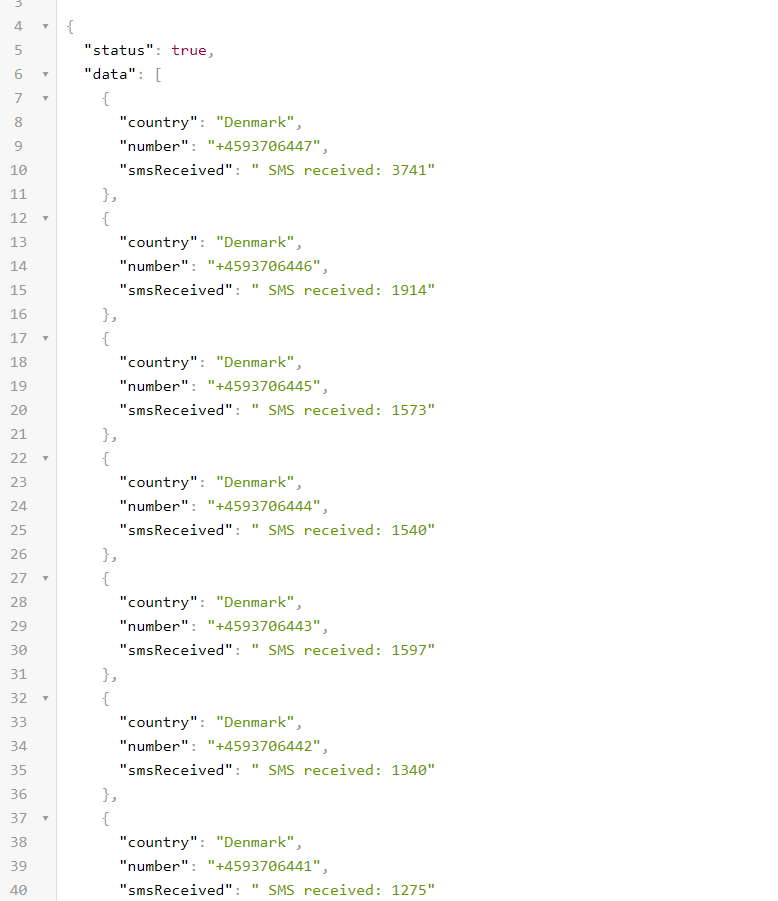 3
4 {
5 "status": true,
6 "data": [
7 {
8 "country": "Denmark",
9 "number": "+4593706447",
10 "smsReceived": " SMS received: 3741"
11 },
12 {
13 "country": "Denmark",
14 "number": "+4593706446",
15 "smsReceived": " SMS received: 1914"
16 },
17 {
18 "country": "Denmark",
19 "number": "+4593706445",
20 "smsReceived": " SMS received: 1573"
21 },
22 {
23 "country": "Denmark",
24 "number": "+4593706444",
25 "smsReceived": " SMS received: 1540"
26 },
27 {
28 "country": "Denmark",
29 "number": "+4593706443",
30 "smsReceived": " SMS received: 1597"
31 },
32 {
33 "country": "Denmark",
34 "number": "+4593706442",
35 "smsReceived": " SMS received: 1340"
36 },
37 {
38 "country": "Denmark",
39 "number": "+4593706441",
40 "smsReceived": " SMS received: 1275"